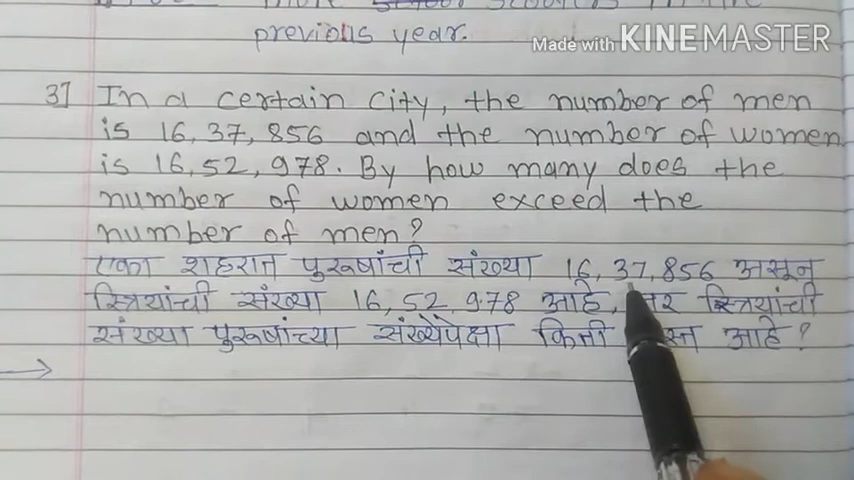 previous year.
Made with KINEMASTER
3] In a certain city, the number of men
is 16,37,856 and the number of women
is 16,52,978. By how many does the
number of women exceed the
number of men?
एका शहरात पुरूषांची संख्या 16,37,856 असून
स्त्रियांची संख्या 16,52,978 आहे, तर स्त्रियांची
संख्या पुरूषांच्या संख्येपेक्षा किती आहे?
→